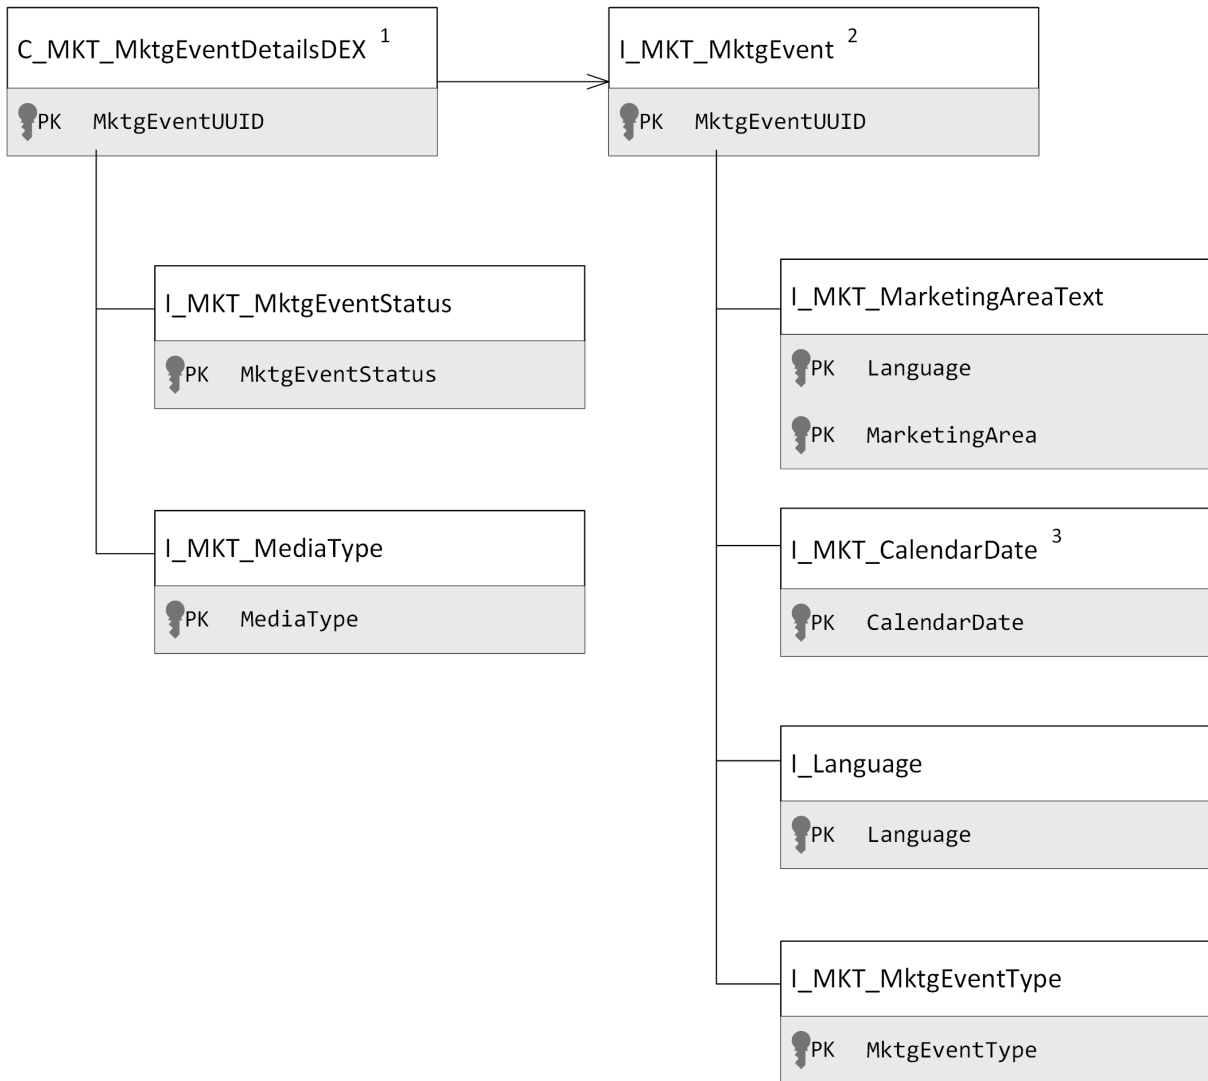 C_MKT_MktgEventDetailsDEX 1
PK MktgEventUUID
I_MKT_MktgEvent 2
PK MktgEventUUID
I_MKT_MktgEventStatus
PK MktgEventStatus
I_MKT_MediaType
PK MediaType
I_MKT_MarketingAreaText
PK Language
PK MarketingArea
I_MKT_CalendarDate 3
PK CalendarDate
I_Language
PK Language
I_MKT_MktgEventType
PK MktgEventType